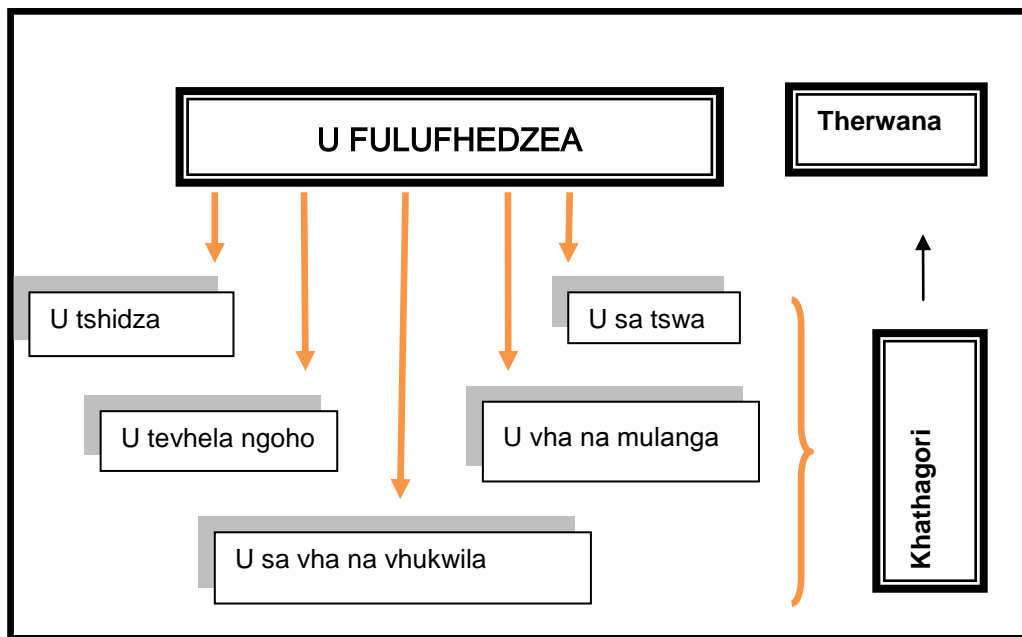 U FULUFHEDZEA
Therwana
U tshidza
U sa tswa
U tevhela ngoho
U vha na mulanga
U sa vha na vhukwila
Khathagori